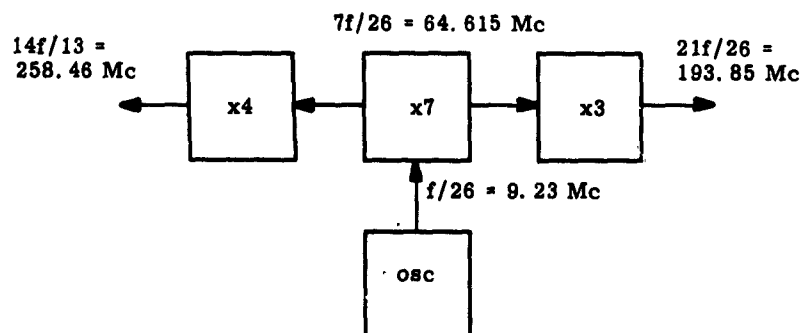 7f/26 = 64.615 Mc
14f/13 =
258.46 Mc
21f/26 =
193.85 Mc
x4
x7
x3
f/26 = 9.23 Mc
osc